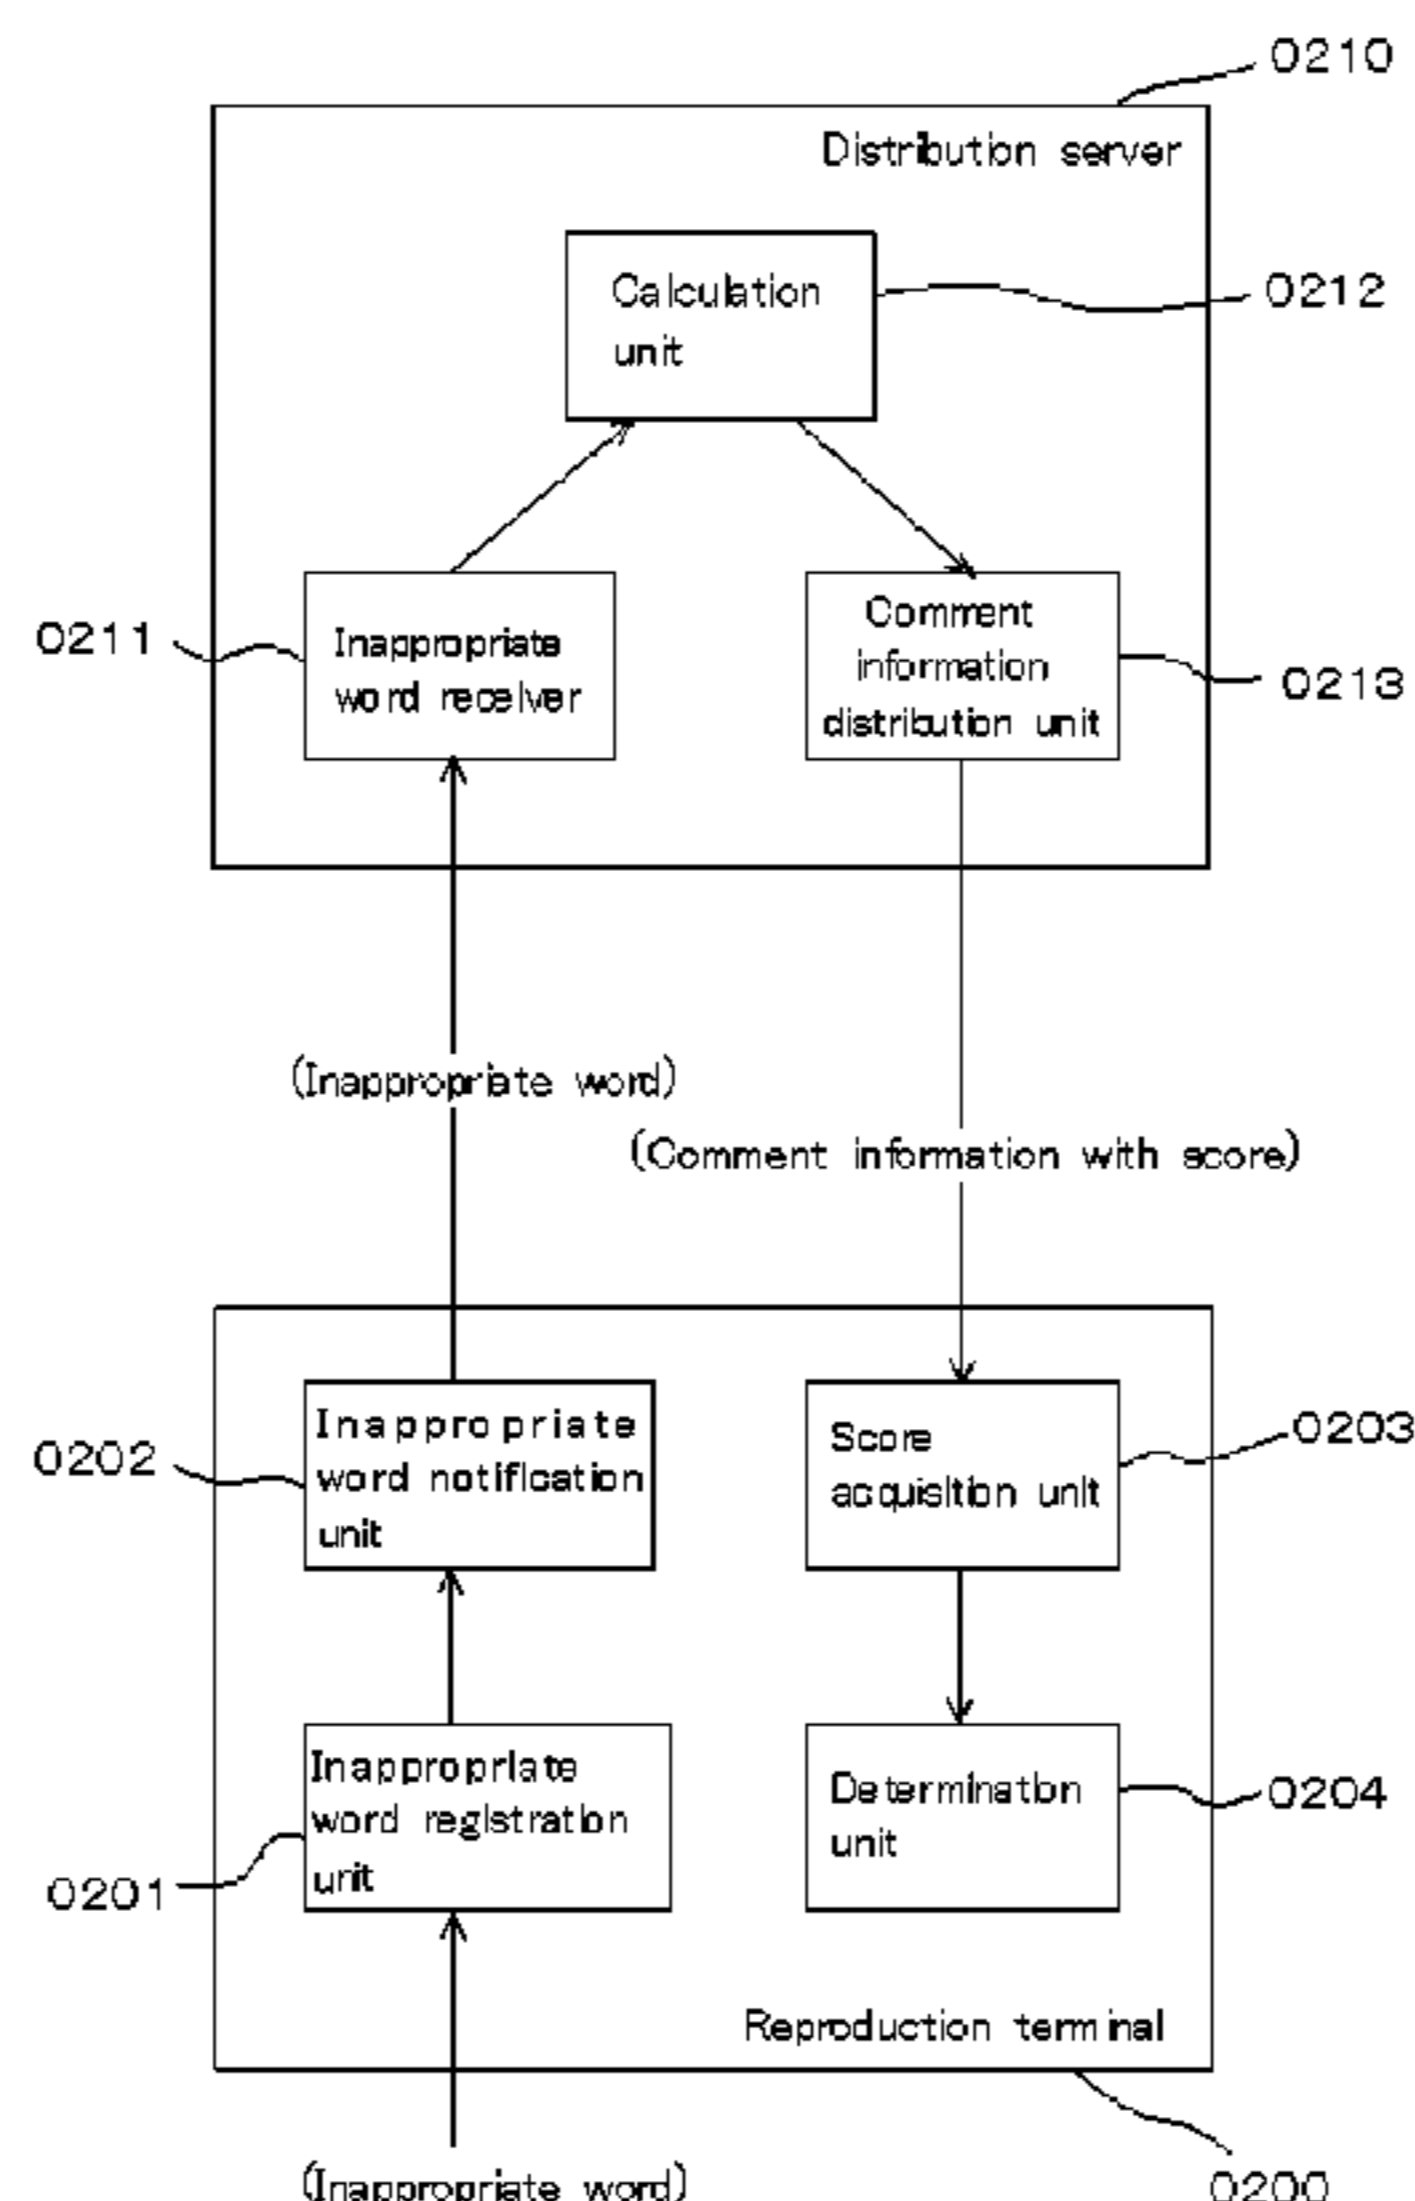 0210
Distribution server
Calculation
unit
0212
0211
Inappropriate
word receiver
Comment
information
distribution unit
0213
(Inappropriate word)
(Comment information with score)
0202
Inappropriate
word notification
unit
Score
acquisition unit
0203
Inappropriate
word registration
unit
0201
Determination
unit
0204
Reproduction terminal
(Inappropriate word)
0200